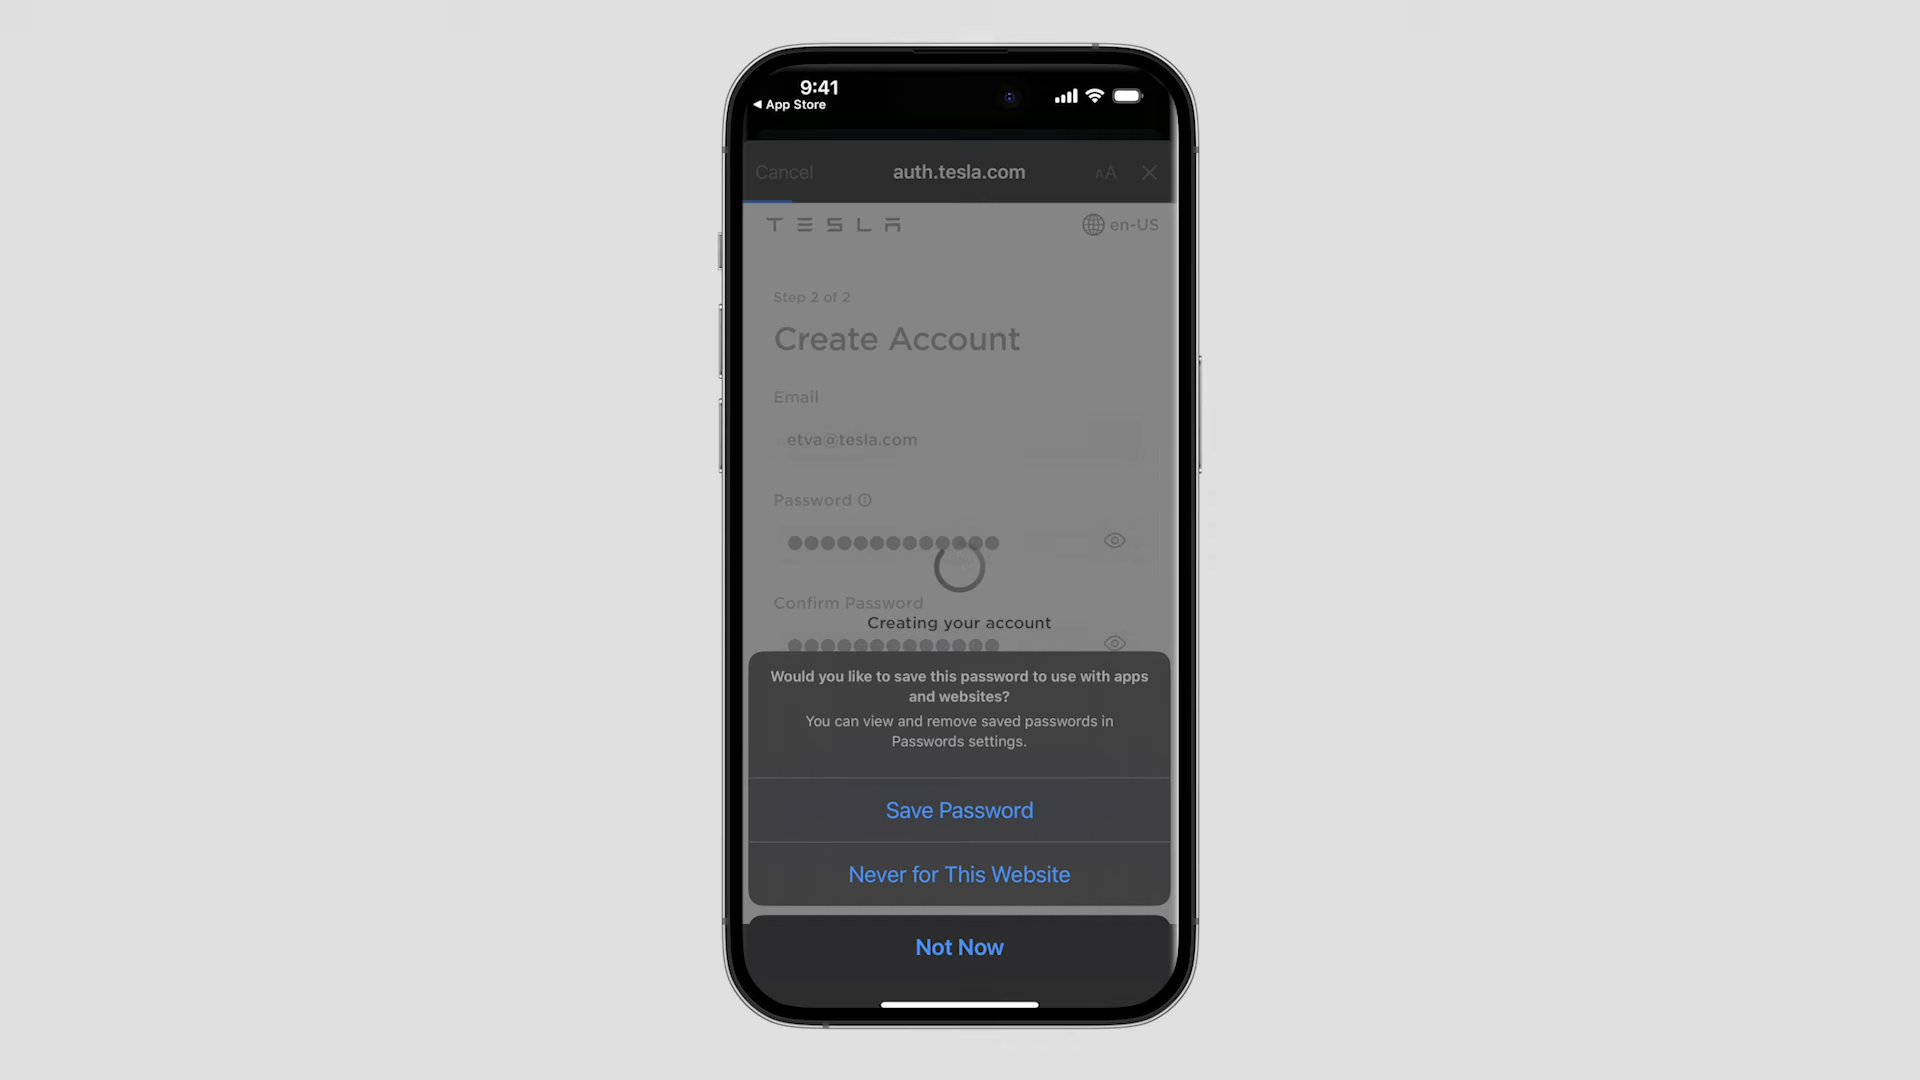 9:41
◀ App Store
Cancel
auth.tesla.com
AA
TESLA
en-US
Step 2 of 2
Create Account
Email
etva@tesla.com
Password
Confirm Password
Creating your account
Would you like to save this password to use with apps
and websites?
You can view and remove saved passwords in
Passwords settings.
Save Password
Never for This Website
Not Now